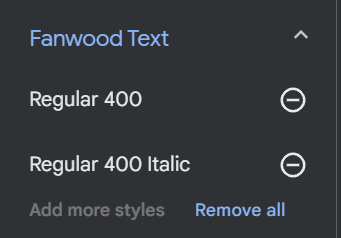 Fanwood Text
Regular 400
Regular 400 Italic
Add more styles Remove all